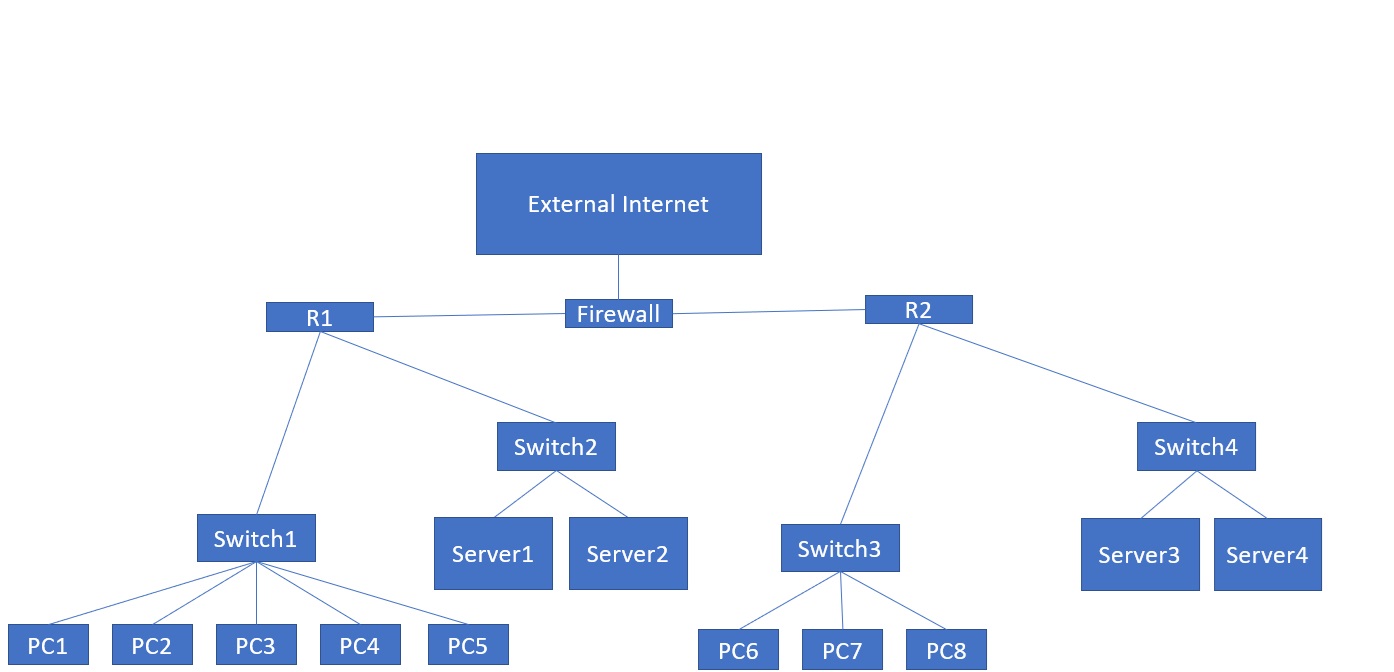 External Internet
R1
Firewall
R2
Switch2
Switch4
Switch1
Server1
Server2
Switch3
Server3
Server4
PC1
PC2
PC3
PC4
PC5
PC6
PC7
PC8